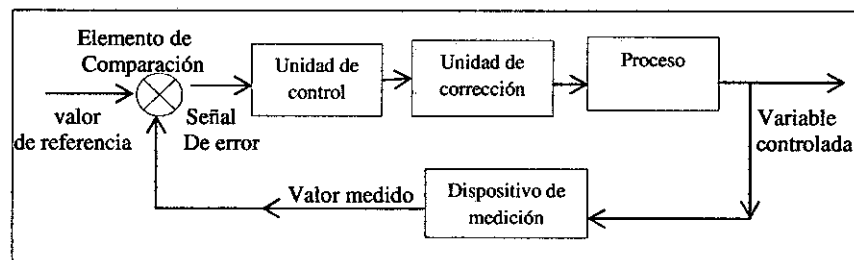 Elemento de
Comparación
valor
de referencia
Señal
De error
Unidad de
control
Unidad de
corrección
Proceso
Variable
controlada
Valor medido
Dispositivo de
medición